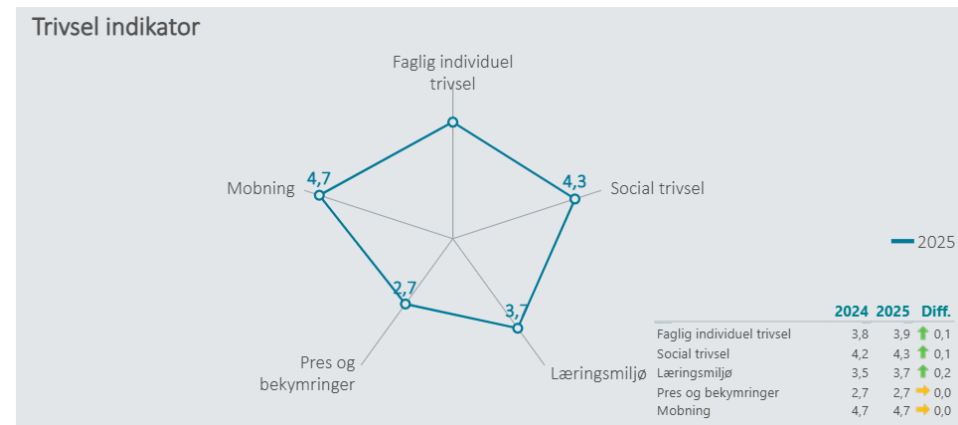 Trivsel indikator
Faglig individuel
trivsel
4,7
4,3
Mobning
Social trivsel
2025
2,7
3,7
Pres og
bekymringer
Læringsmiljø
2024 2025 Diff.
Faglig individuel trivsel 3,8 3,9 0,1
Social trivsel 4,2 4,3 0,1
Læringsmiljø 3,5 3,7 0,2
Pres og bekymringer 2,7 2,7 0,0
Mobning 4,7 4,7 0,0